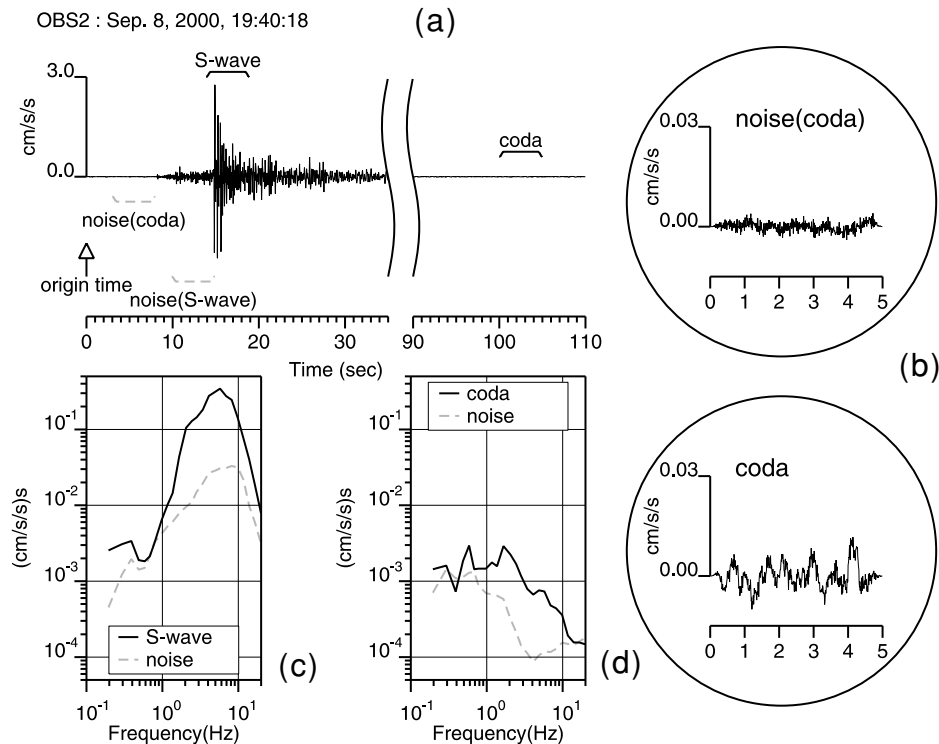 OBS2 : Sep. 8, 2000, 19:40:18
(a)
S-wave
3.0
cm/s/s
0.0
coda
noise(coda)
origin time
noise(S-wave)
0 10 20 30 90 100 110
Time (sec)
0.03
noise(coda)
cm/s/s
0.00
0 1 2 3 4 5
(b)
0.03
coda
cm/s/s
0.00
0 1 2 3 4 5
10^-1
10^-2
10^-3
10^-4
(cm/s/s)s
S-wave
noise
10^-1 10^0 10^1
Frequency(Hz)
(c)
coda
noise
10^-1
10^-2
10^-3
10^-4
(cm/s/s)s
10^-1 10^0 10^1
Frequency(Hz)
(d)